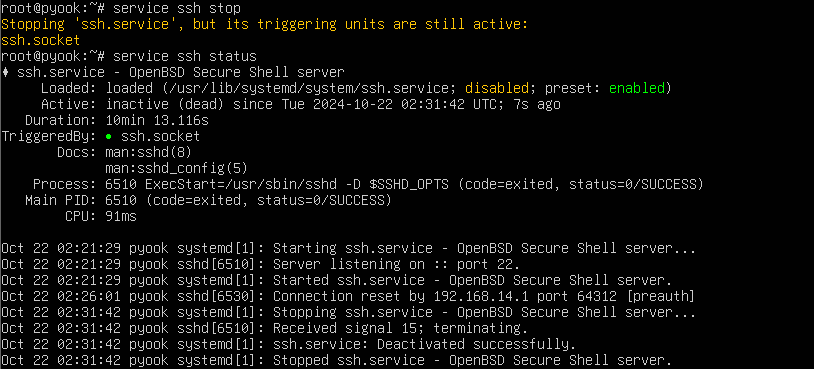 root@pyook:~# service ssh stop
Stopping 'ssh.service', but its triggering units are still active:
ssh.socket
root@pyook:~# service ssh status
♦ ssh.service - OpenBSD Secure Shell server
Loaded: loaded (/usr/lib/systemd/system/ssh.service; disabled; preset: enabled)
Active: inactive (dead) since Tue 2024-10-22 02:31:42 UTC; 7s ago
Duration: 10min 13.116s
TriggeredBy: ● ssh.socket
Docs: man:sshd(8)
man:sshd_config(5)
Process: 6510 ExecStart=/usr/sbin/sshd -D $SSHD_OPTS (code=exited, status=0/SUCCESS)
Main PID: 6510 (code=exited, status=0/SUCCESS)
CPU: 91ms
Oct 22 02:21:29 pyook systemd[1]: Starting ssh.service - OpenBSD Secure Shell server...
Oct 22 02:21:29 pyook sshd[6510]: Server listening on :: port 22.
Oct 22 02:21:29 pyook systemd[1]: Started ssh.service - OpenBSD Secure Shell server.
Oct 22 02:26:01 pyook sshd[6530]: Connection reset by 192.168.14.1 port 64312 [preauth]
Oct 22 02:31:42 pyook systemd[1]: Stopping ssh.service - OpenBSD Secure Shell server...
Oct 22 02:31:42 pyook sshd[6510]: Received signal 15; terminating.
Oct 22 02:31:42 pyook systemd[1]: ssh.service: Deactivated successfully.
Oct 22 02:31:42 pyook systemd[1]: Stopped ssh.service - OpenBSD Secure Shell server.